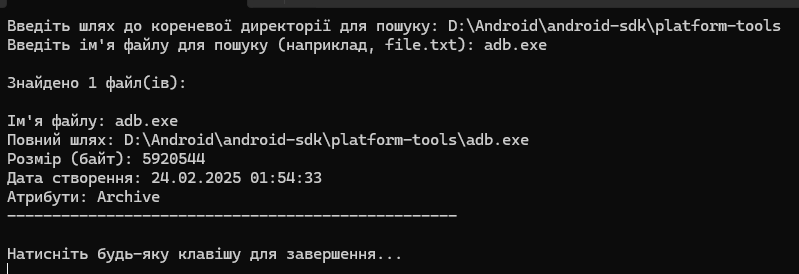 Введіть шлях до кореневої директорії для пошуку: D:\Android\android-sdk\platform-tools
Введіть ім'я файлу для пошуку (наприклад, file.txt): adb.exe
Знайдено 1 файл(ів):
Ім'я файлу: adb.exe
Повний шлях: D:\Android\android-sdk\platform-tools\adb.exe
Розмір (байт): 5920544
Дата створення: 24.02.2025 01:54:33
Атрибути: Archive
--------------------------------------------------
Натисніть будь-яку клавішу для завершення...